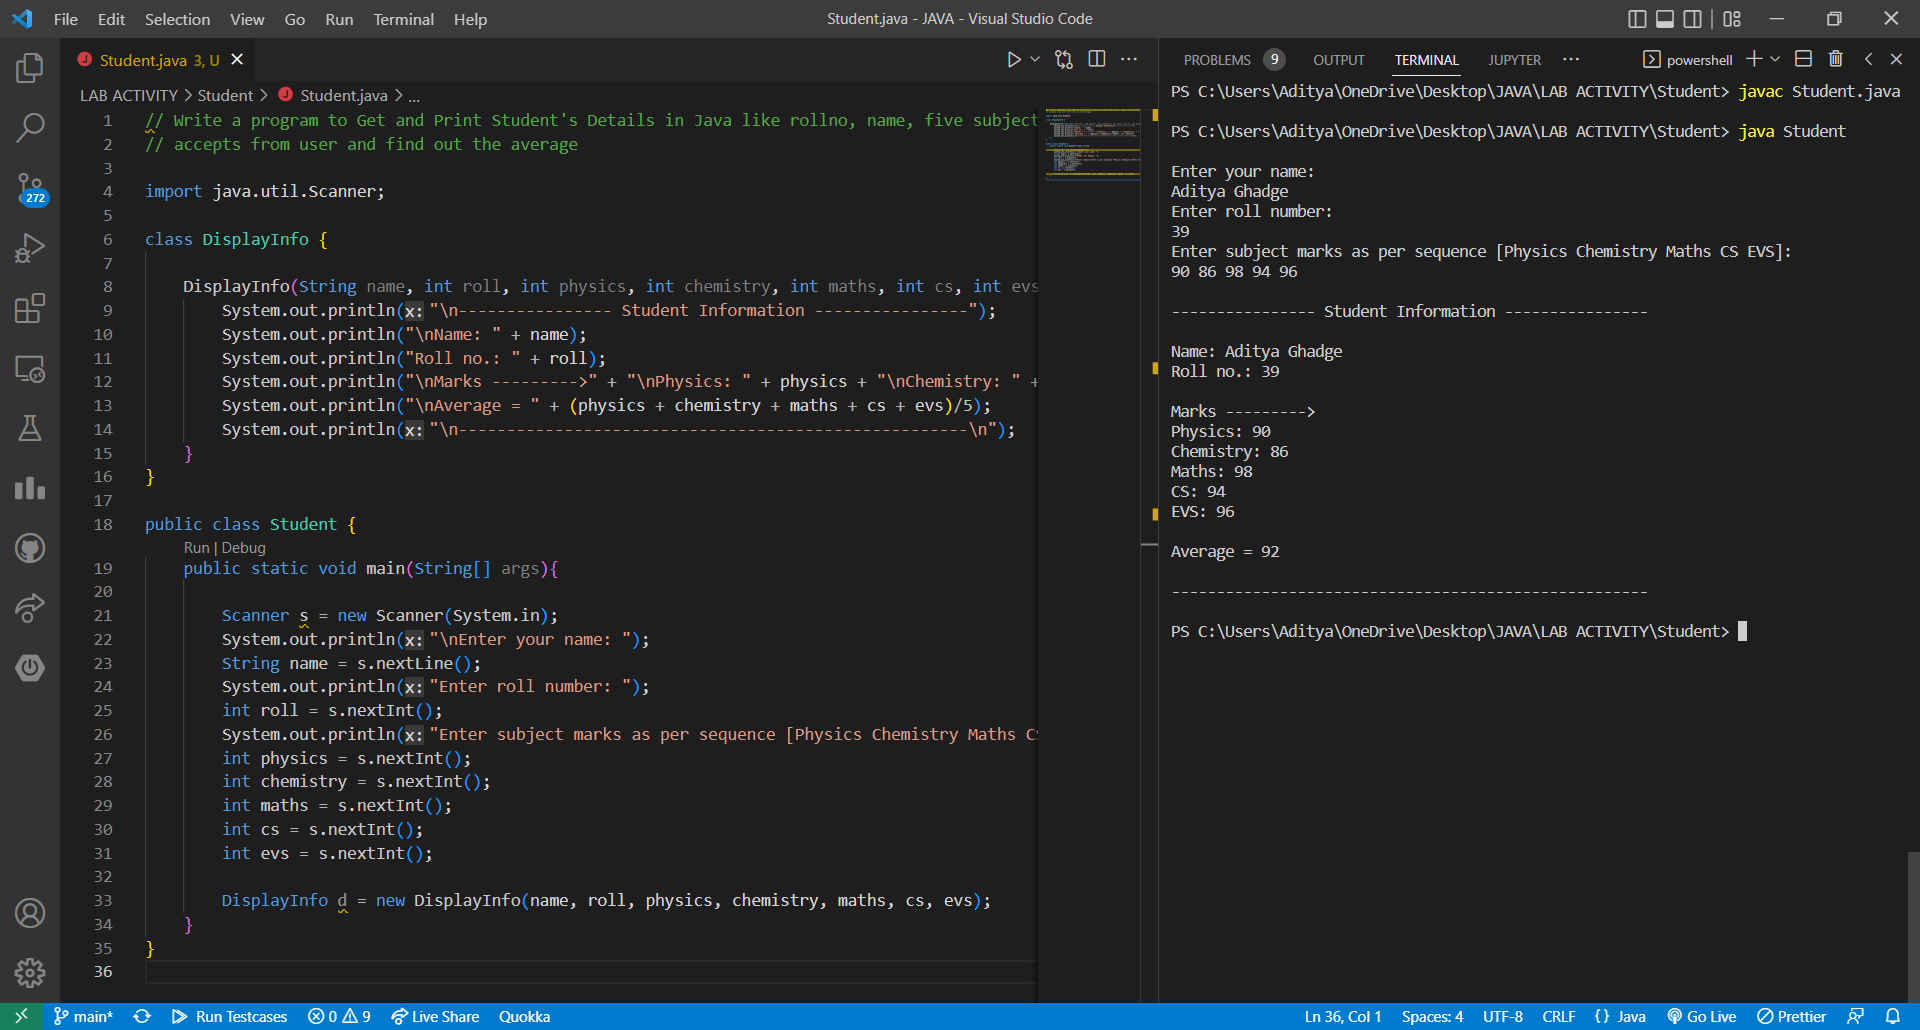 File Edit Selection View Go Run Terminal Help
Student.java - JAVA - Visual Studio Code
Student.java 3, U
LAB ACTIVITY > Student > Student.java > ...
1 // Write a program to Get and Print Student's Details in Java like rollno, name, five subject
2 // accepts from user and find out the average
3
4 import java.util.Scanner;
5
6 class DisplayInfo {
7
8 DisplayInfo(String name, int roll, int physics, int chemistry, int maths, int cs, int evs
9 System.out.println(x: "\n---------------- Student Information ----------------");
10 System.out.println("\nName: " + name);
11 System.out.println("Roll no.: " + roll);
12 System.out.println("\nMarks --------->" + "\nPhysics: " + physics + "\nChemistry: " +
13 System.out.println("\nAverage = " + (physics + chemistry + maths + cs + evs)/5);
14 System.out.println(x: "\n-----------------------------------------------------\n");
15 }
16 }
17
18 public class Student {
Run | Debug
19 public static void main(String[] args){
20
21 Scanner s = new Scanner(System.in);
22 System.out.println(x: "\nEnter your name: ");
23 String name = s.nextLine();
24 System.out.println(x: "Enter roll number: ");
25 int roll = s.nextInt();
26 System.out.println(x: "Enter subject marks as per sequence [Physics Chemistry Maths CS
27 int physics = s.nextInt();
28 int chemistry = s.nextInt();
29 int maths = s.nextInt();
30 int cs = s.nextInt();
31 int evs = s.nextInt();
32
33 DisplayInfo d = new DisplayInfo(name, roll, physics, chemistry, maths, cs, evs);
34 }
35 }
36
PROBLEMS 9 OUTPUT TERMINAL JUPYTER ... powershell
PS C:\Users\Aditya\OneDrive\Desktop\JAVA\LAB ACTIVITY\Student> javac Student.java
PS C:\Users\Aditya\OneDrive\Desktop\JAVA\LAB ACTIVITY\Student> java Student
Enter your name:
Aditya Ghadge
Enter roll number:
39
Enter subject marks as per sequence [Physics Chemistry Maths CS EVS]:
90 86 98 94 96
---------------- Student Information ----------------
Name: Aditya Ghadge
Roll no.: 39
Marks --------->
Physics: 90
Chemistry: 86
Maths: 98
CS: 94
EVS: 96
Average = 92
-----------------------------------------------------
PS C:\Users\Aditya\OneDrive\Desktop\JAVA\LAB ACTIVITY\Student>
272
main* Run Testcases 0 9 Live Share Quokka
Ln 36, Col 1 Spaces: 4 UTF-8 CRLF {} Java Go Live Prettier